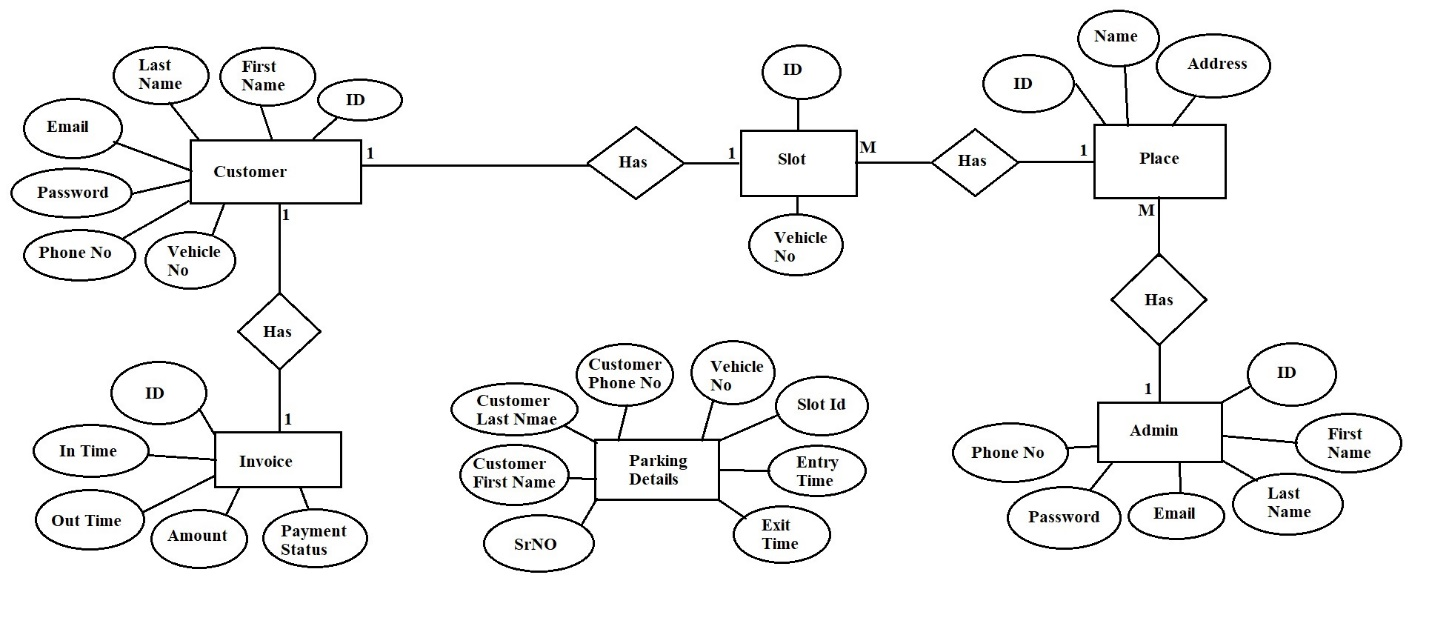 Name
Last
Name
First
Name
ID
ID
ID
Address
Email
Customer
1
Has
1
Slot
M
Has
1
Place
Password
1
M
Phone No
Vehicle
No
Vehicle
No
Has
Has
ID
1
In Time
Invoice
Out Time
Amount
Payment
Status
Customer
Phone No
Vehicle
No
Customer
Last Nmae
Slot Id
Customer
First Name
Parking
Details
Entry
Time
SrNO
Exit
Time
1
ID
Admin
Phone No
First
Name
Last
Name
Password
Email